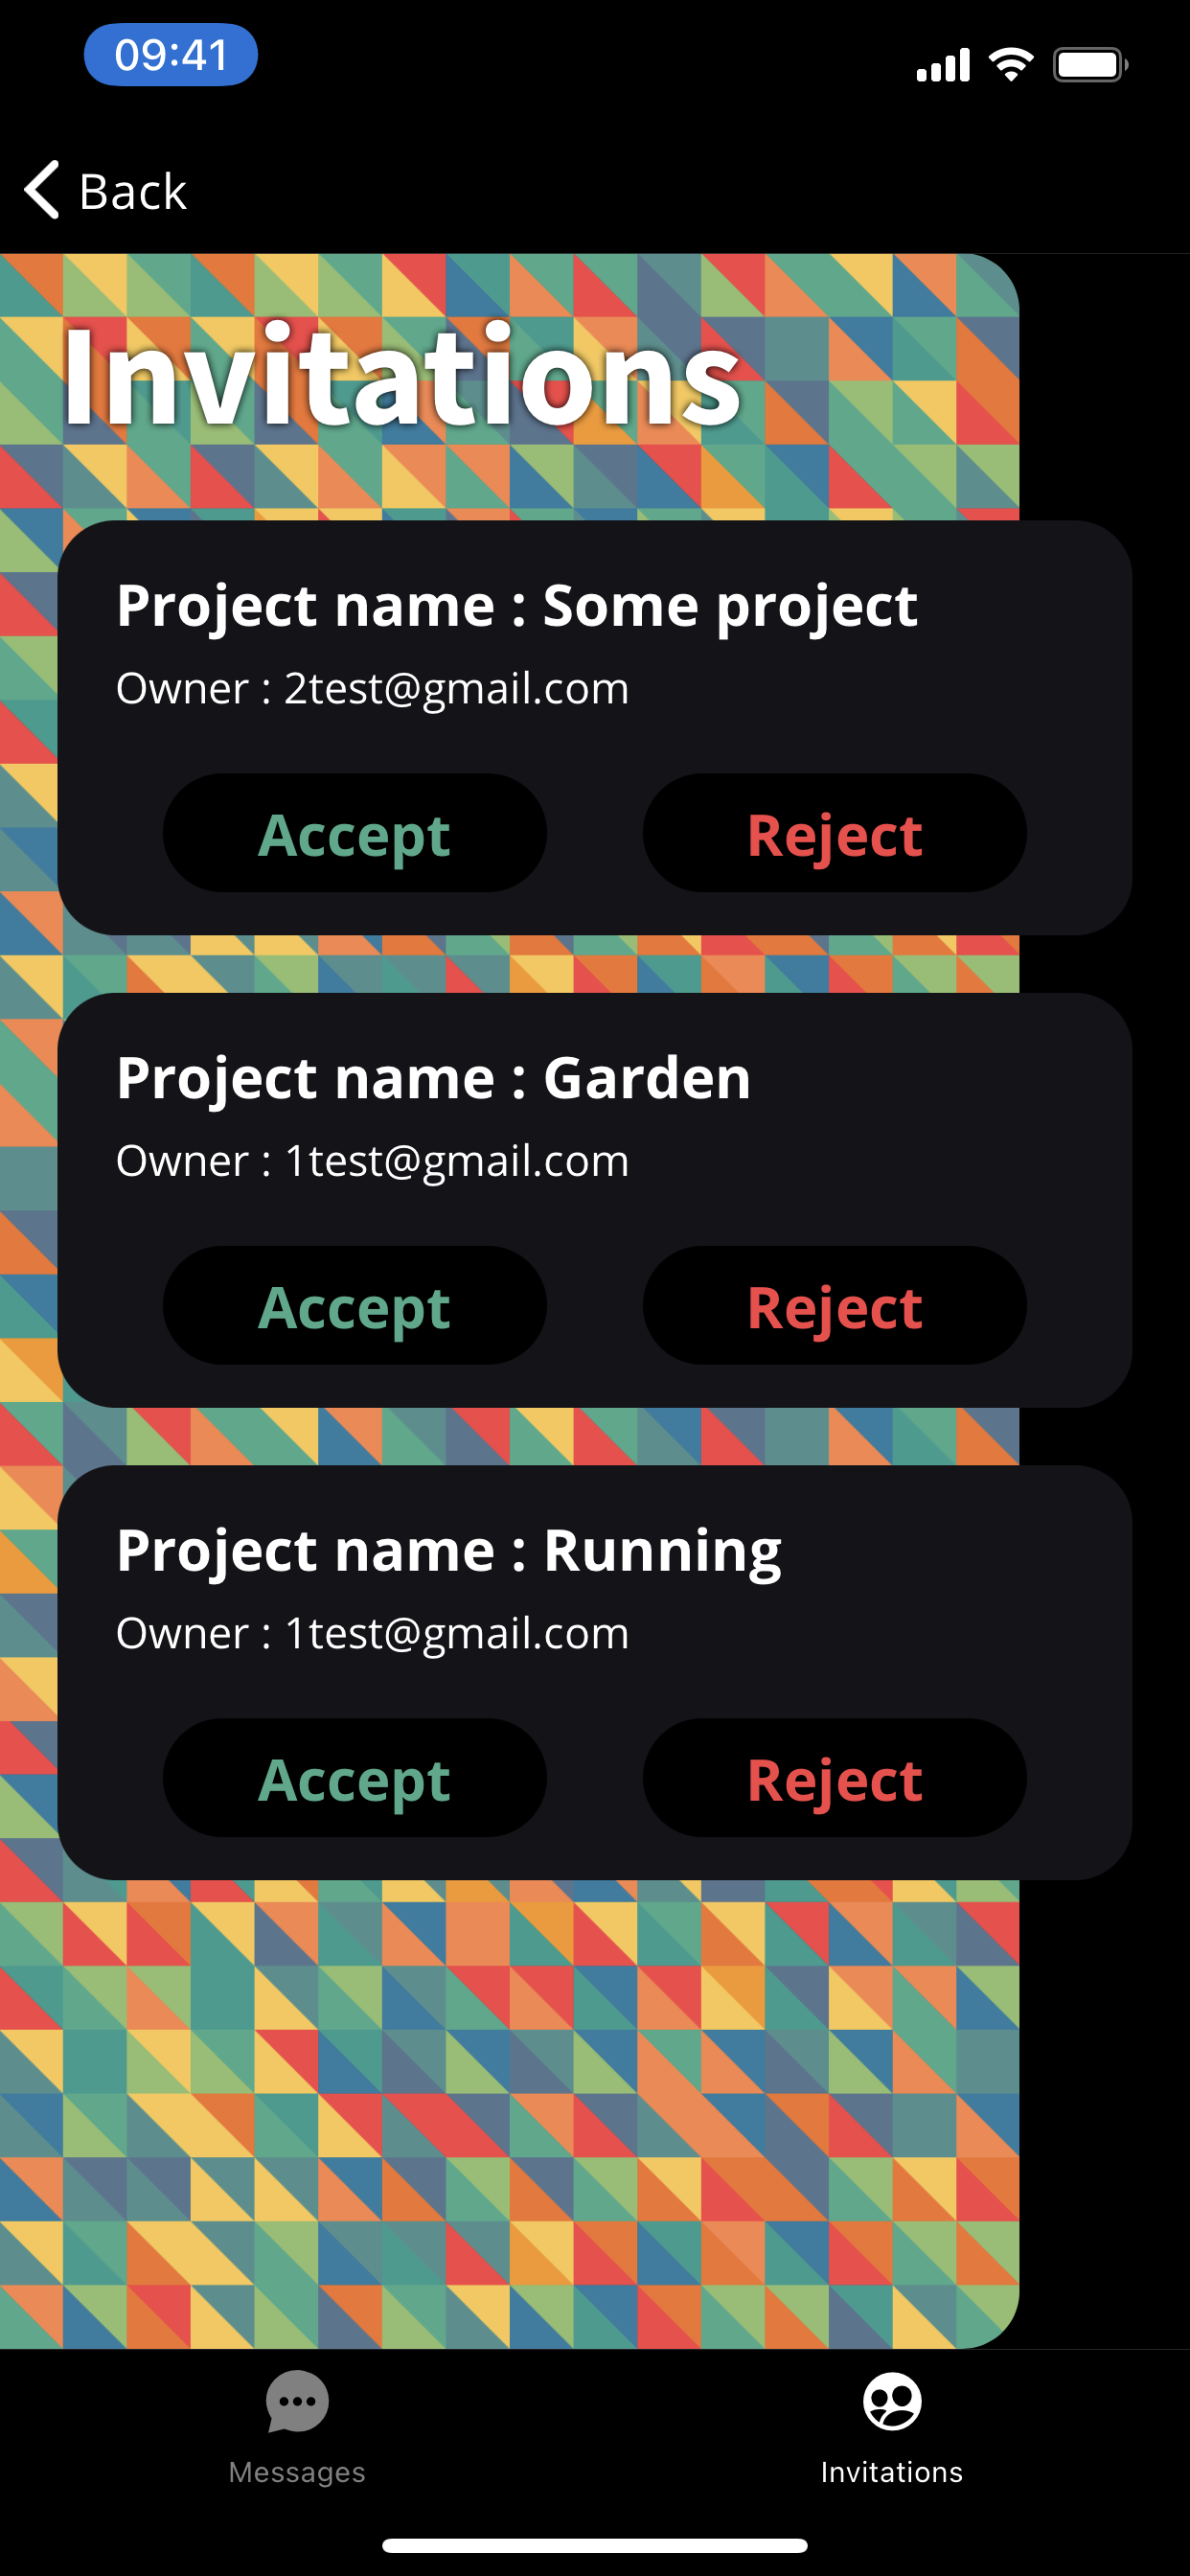 09:41
Back
Invitations
Project name : Some project
Owner : 2test@gmail.com
Accept Reject
Project name : Garden
Owner : 1test@gmail.com
Accept Reject
Project name : Running
Owner : 1test@gmail.com
Accept Reject
Messages Invitations